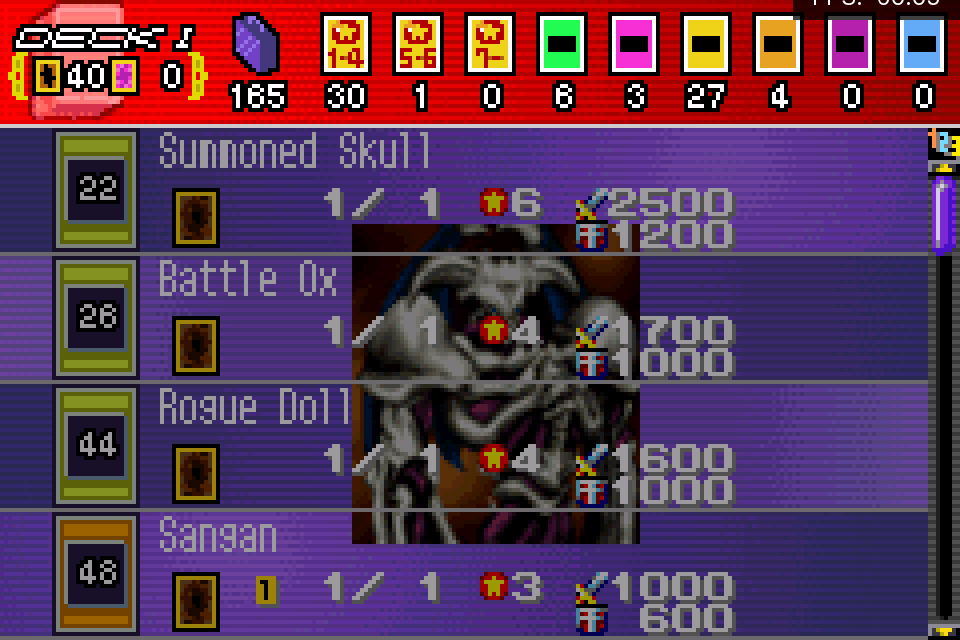 DECK 1
40 0
165 1-4 5-6 7-
30 1 0 6 3 27 4 0 0
22 Summoned Skull
1/ 1 6 2500
1200
26 Battle Ox
1/ 1 4 1700
1000
44 Rogue Doll
1/ 1 4 1600
1000
48 Sangan
1 1/ 1 3 1000
600